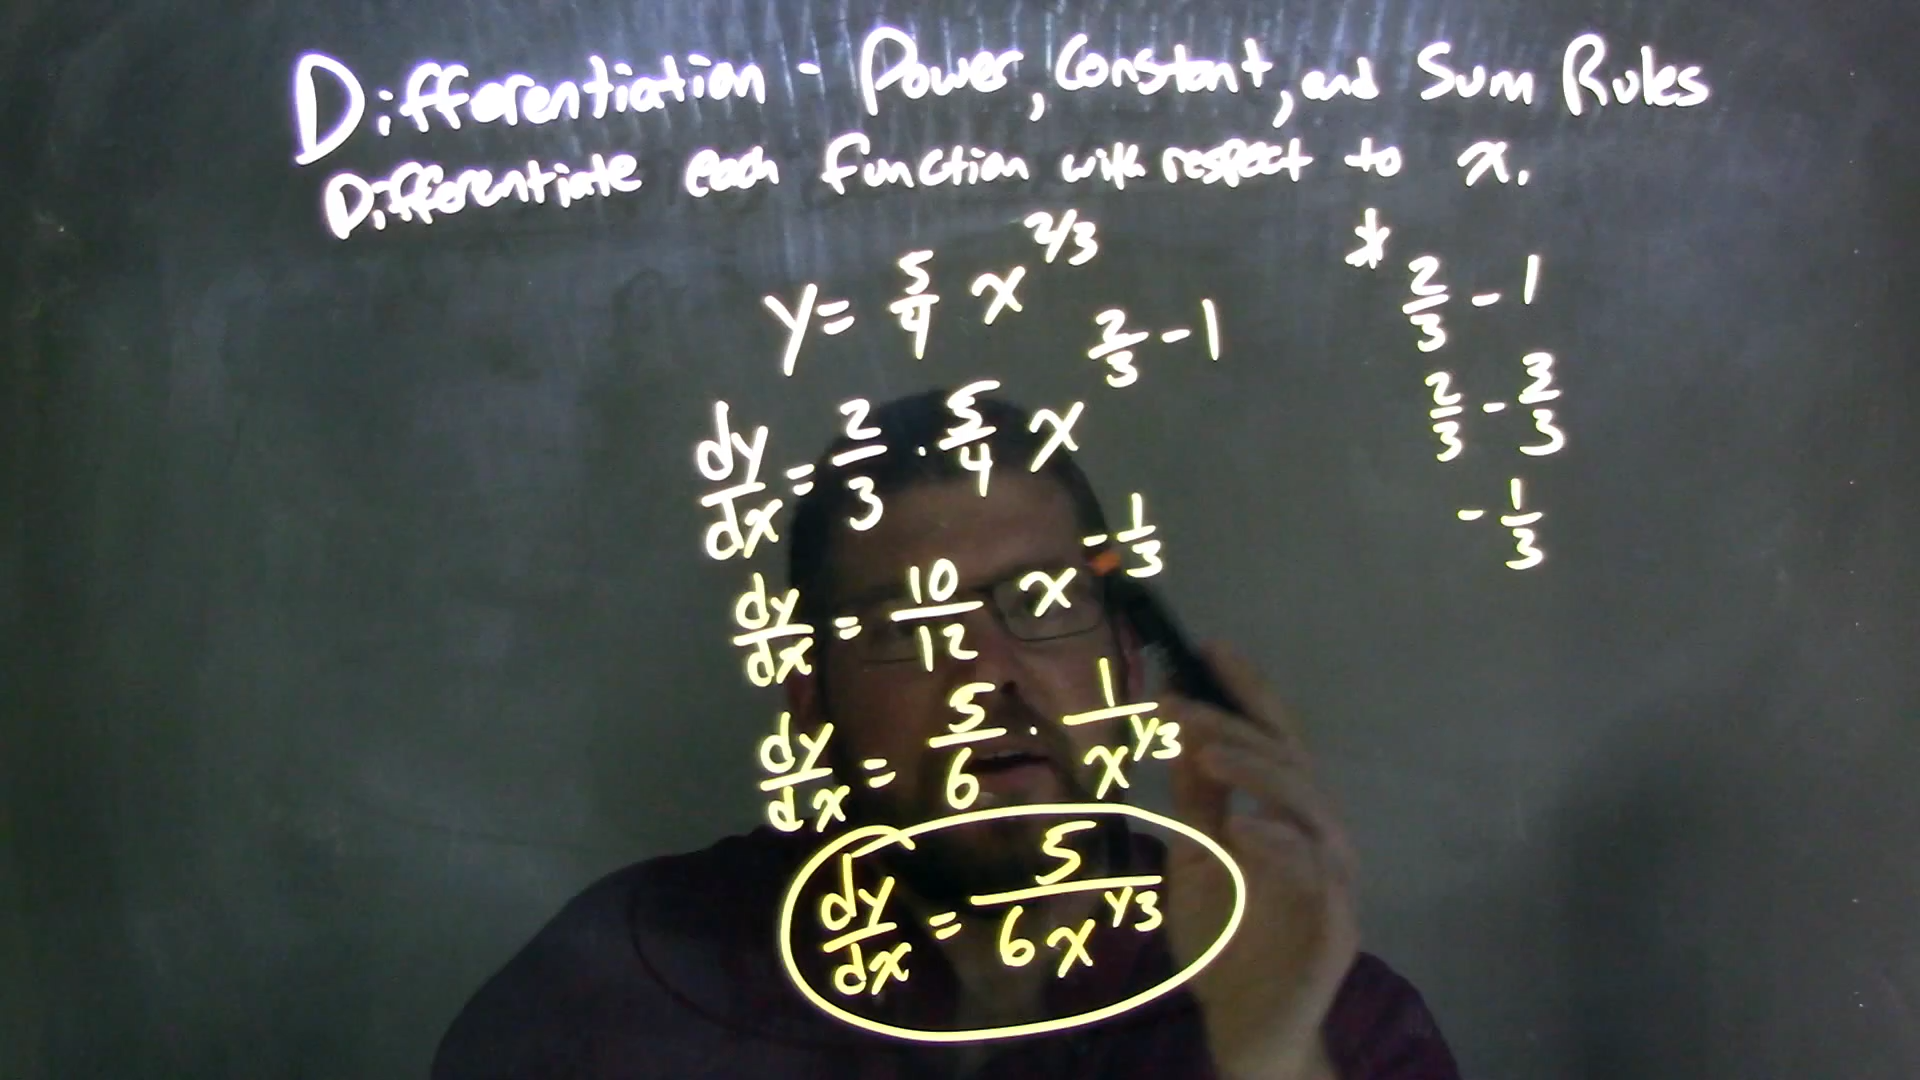 Differentiation - Power, Constant, and Sum Rules
Differentiate each function with respect to x.
y = 5/4 x^2/3
dy/dx = 2/3 · 5/4 x^2/3 - 1
dy/dx = 10/12 x^-1/3
dy/dx = 5/6 · 1/x^1/3
dy/dx = 5/6x^1/3
* 2/3 - 1
2/3 - 3/3
- 1/3